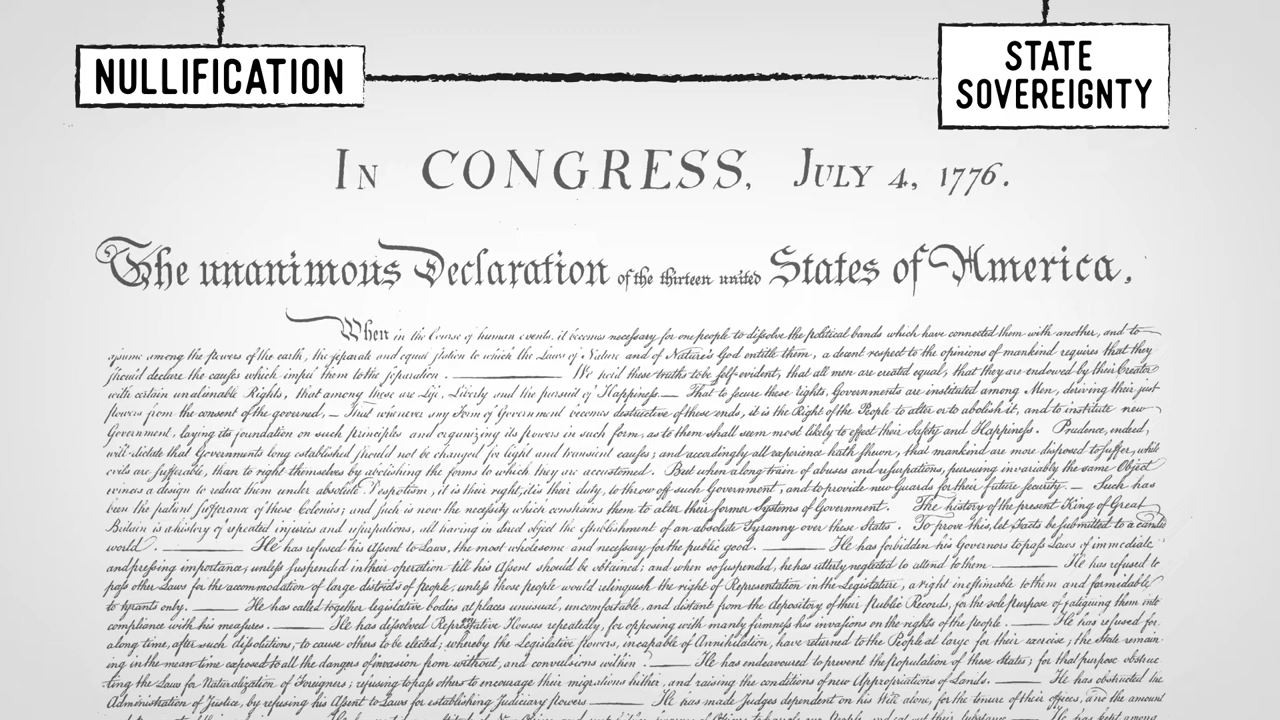 NULLIFICATION
STATE
SOVEREIGNTY
IN CONGRESS, JULY 4, 1776.
The unanimous Declaration of the thirteen united States of America,
When in the Course of human events, it becomes necessary for one people to dissolve the political bands which have connected them with another, and to
assume among the powers of the earth, the separate and equal station to which the Laws of Nature and of Nature's God entitle them, a decent respect to the opinions of mankind requires that they
should declare the causes which impel them to the separation. ——— We hold these truths to be self-evident, that all men are created equal, that they are endowed by their Creator
with certain unalienable Rights, that among these are Life, Liberty and the pursuit of Happiness.— That to secure these rights, Governments are instituted among Men, deriving their just
powers from the consent of the governed, — That whenever any Form of Government becomes destructive of these ends, it is the Right of the People to alter or to abolish it, and to institute new
Government, laying its foundation on such principles and organizing its powers in such form, as to them shall seem most likely to effect their Safety and Happiness. Prudence, indeed,
will dictate that Governments long established should not be changed for light and transient causes; and accordingly all experience hath shewn, that mankind are more disposed to suffer, while
evils are sufferable, than to right themselves by abolishing the forms to which they are accustomed. But when a long train of abuses and usurpations, pursuing invariably the same Object
evinces a design to reduce them under absolute Despotism, it is their right, it is their duty, to throw off such Government, and to provide new Guards for their future security.— Such has
been the patient sufferance of these Colonies; and such is now the necessity which constrains them to alter their former Systems of Government. The history of the present King of Great
Britain is a history of repeated injuries and usurpations, all having in direct object the establishment of an absolute Tyranny over these States. To prove this, let Facts be submitted to a candid
world. ——— He has refused his Assent to Laws, the most wholesome and necessary for the public good. ——— He has forbidden his Governors to pass Laws of immediate
and pressing importance, unless suspended in their operation till his Assent should be obtained; and when so suspended, he has utterly neglected to attend to them. ——— He has refused to
pass other Laws for the accommodation of large districts of people, unless those people would relinquish the right of Representation in the Legislature, a right inestimable to them and formidable
to tyrants only. ——— He has called together legislative bodies at places unusual, uncomfortable, and distant from the depository of their Public Records, for the sole purpose of fatiguing them into
compliance with his measures. ——— He has dissolved Representative Houses repeatedly, for opposing with manly firmness his invasions on the rights of the people. ——— He has refused for
a long time, after such dissolutions, to cause others to be elected; whereby the Legislative powers, incapable of Annihilation, have returned to the People at large for their exercise; the State remain-
ing in the mean time exposed to all the dangers of invasion from without, and convulsions within. ——— He has endeavoured to prevent the population of these States; for that purpose obstruc-
ting the Laws for Naturalization of Foreigners; refusing to pass others to encourage their migrations hither, and raising the conditions of new Appropriations of Lands. ——— He has obstructed the
Administration of Justice, by refusing his Assent to Laws for establishing Judiciary powers. ——— He has made Judges dependent on his Will alone, for the tenure of their offices, and the amount